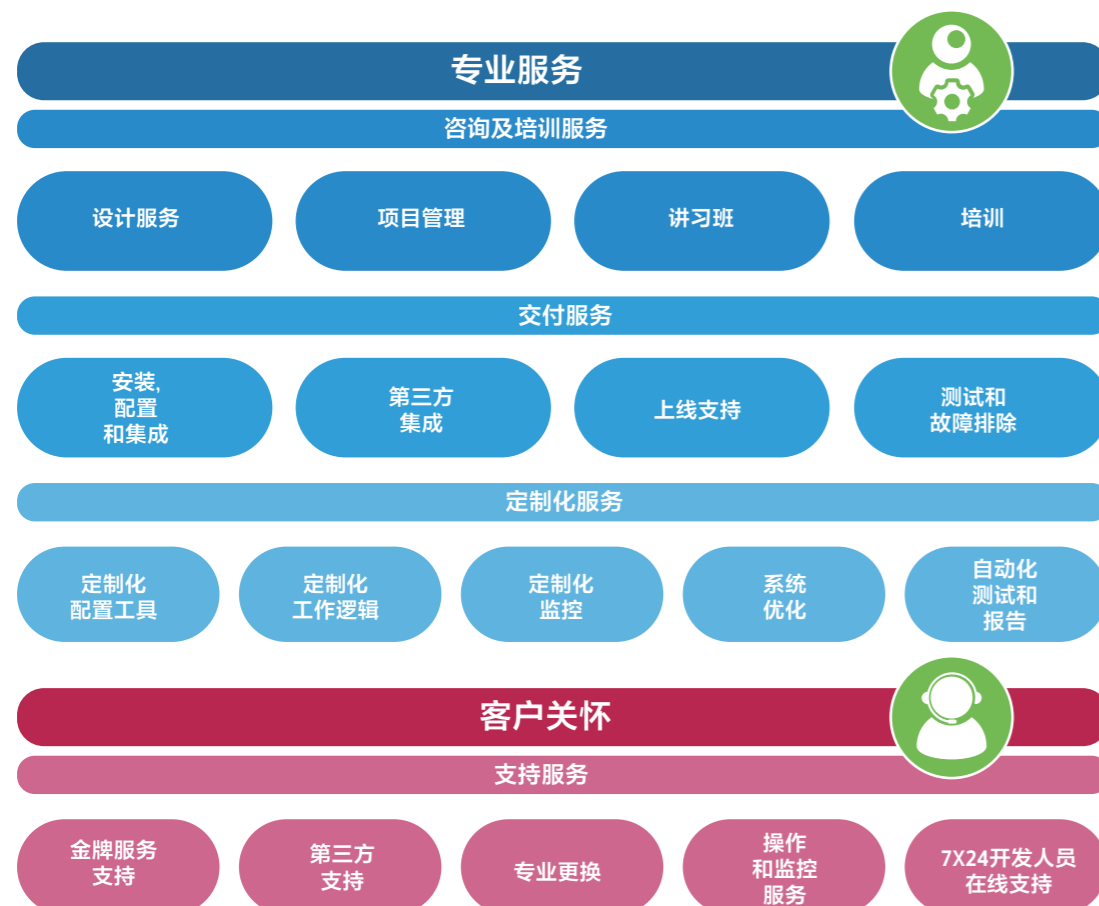 专业服务
咨询及培训服务
设计服务
项目管理
讲习班
培训
交付服务
安装,
配置
和集成
第三方
集成
上线支持
测试和
故障排除
定制化服务
定制化
配置工具
定制化
工作逻辑
定制化
监控
系统
优化
自动化
测试和
报告
客户关怀
支持服务
金牌服务
支持
第三方
支持
专业更换
操作
和监控
服务
7X24开发人员
在线支持